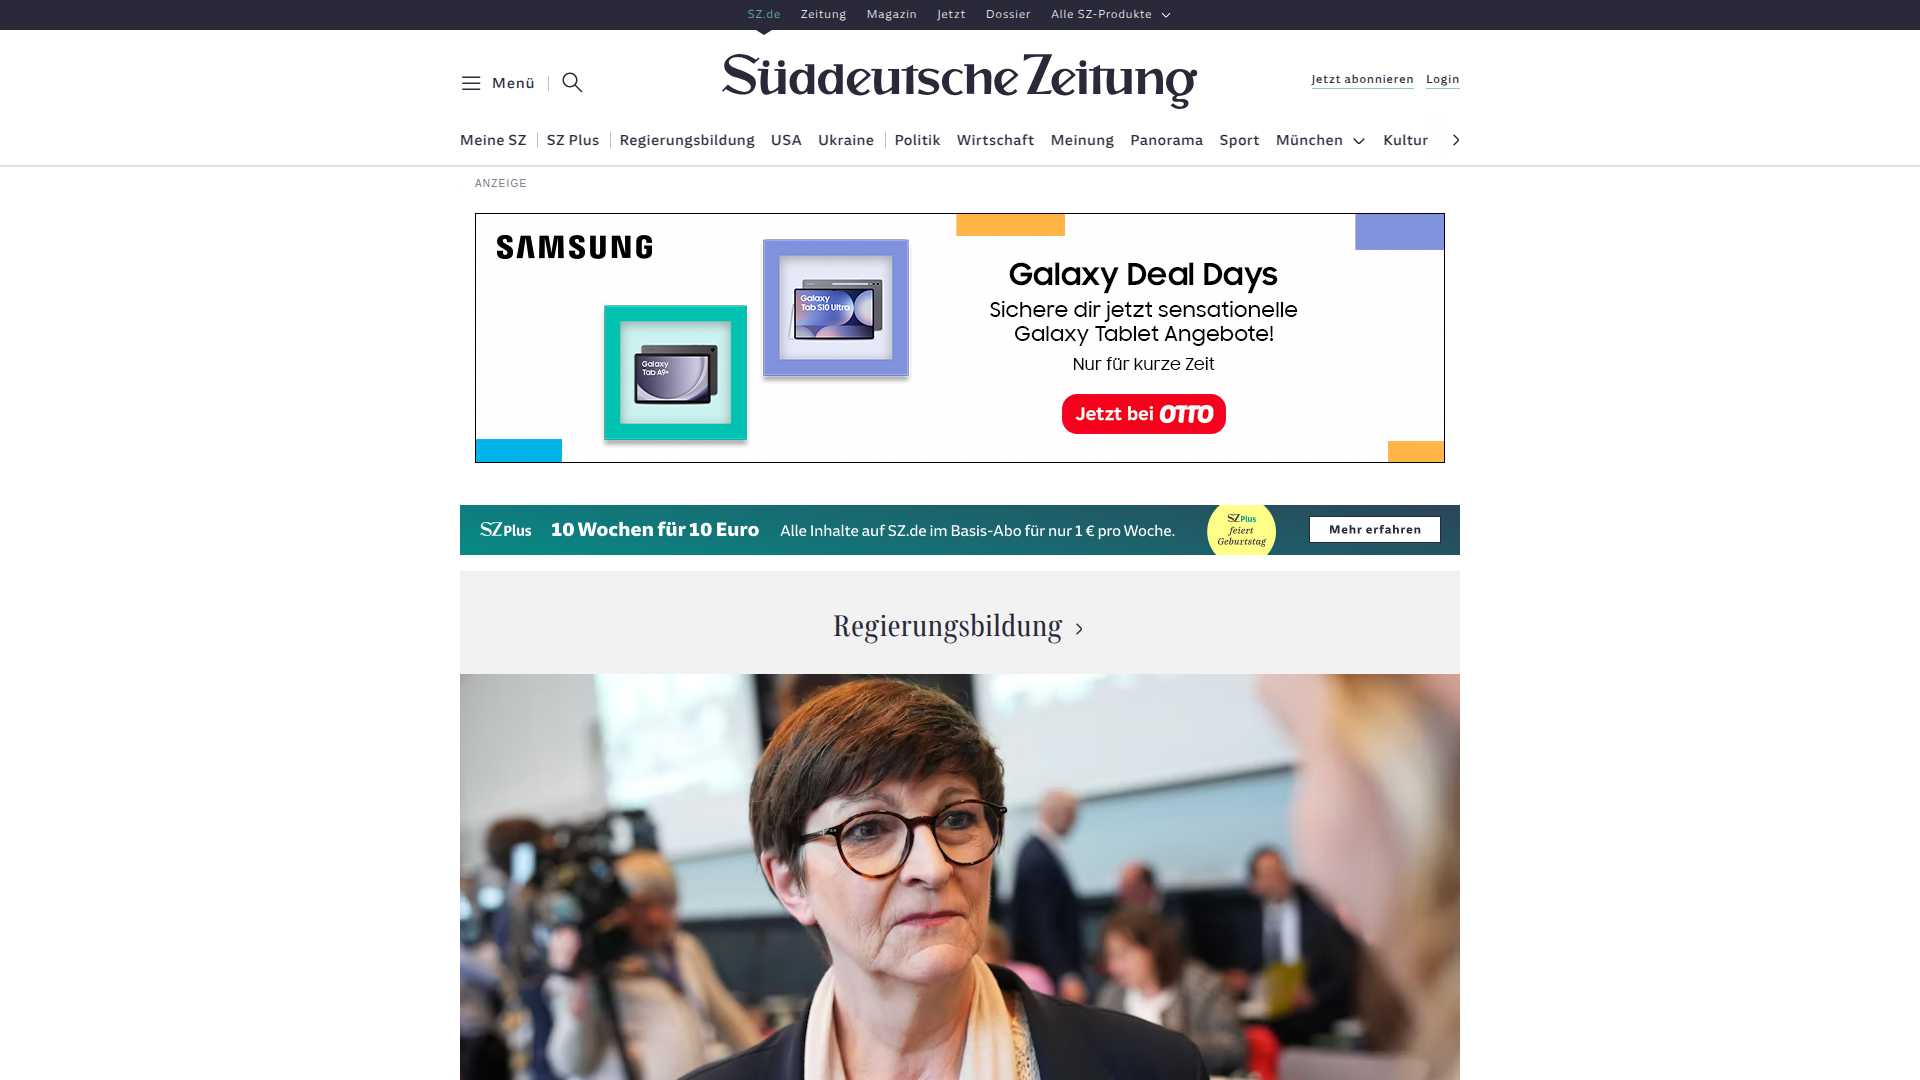 SZ.de Zeitung Magazin Jetzt Dossier Alle SZ-Produkte
Menü
Süddeutsche Zeitung
Jetzt abonnieren Login
Meine SZ SZ Plus Regierungsbildung USA Ukraine Politik Wirtschaft Meinung Panorama Sport München Kultur
ANZEIGE
SAMSUNG
Galaxy
Tab S10 Ultra
Galaxy
Tab A9+
Galaxy Deal Days
Sichere dir jetzt sensationelle
Galaxy Tablet Angebote!
Nur für kurze Zeit
Jetzt bei OTTO
SZ Plus 10 Wochen für 10 Euro Alle Inhalte auf SZ.de im Basis-Abo für nur 1 € pro Woche.
SZ Plus
feiert
Geburtstag
Mehr erfahren
Regierungsbildung